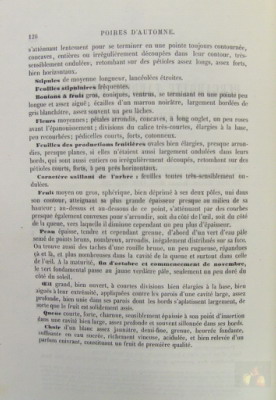 120 POIRES D'AUTOMNE.
s'atténuant lentement pour se terminer en une pointe toujours contournée,
concaves, entières ou irrégulièrement découpées dans leur contour, très-
sensiblement ondulées, retombant sur des pétioles assez longs, assez forts,
bien horizontaux.
Stipules de moyenne longueur, lancéolées étroites.
Feuilles stipulaires fréquentes.
Boutons à fruit gros, coniques, ventrus, se terminant en une pointe peu
longue et assez aiguë; écailles d'un marron noirâtre, largement bordées de
gris blanchâtre, assez souvent un peu lâches.
Fleurs moyennes; pétales arrondis, concaves, à long onglet, un peu roses
avant l'épanouissement; divisions du calice très-courtes, élargies à la base,
peu recourbées; pédicelles courts, forts, cotonneux.
Feuilles des productions fruitières ovales bien élargies, presque arron-
dies, presque planes, si elles n'étaient aussi largement ondulées dans leurs
bords, qui sont aussi entiers ou irrégulièrement découpés, retombant sur des
pétioles courts, forts, à peu près horizontaux.
Caractère saillant de l'arbre : feuilles toutes très-sensiblement on-
dulées.
Fruit moyen ou gros, sphérique, bien déprimé à ses deux pôles, uni dans
son contour, atteignant sa plus grande épaisseur presque au milieu de sa
hauteur; au-dessus et au-dessous de ce point, s'atténuant par des courbes
presque également convexes pour s'arrondir, soit du côté de l'œil, soit du côté
de la queue, vers laquelle il diminue cependant un peu plus d'épaisseur.
Peau épaisse, tendre et cependant grenue, d'abord d'un vert d'eau pâle
semé de points bruns, nombreux, arrondis, inégalement distribués sur sa face.
On trouve aussi des taches d'une rouille brune, un peu rugueuse, répandues
çà et là, et plus nombreuses dans la cavité de la queue et surtout dans celle
de l'œil. A la maturité, fin d'octobre et commencement de novembre,
le vert fondamental passe au jaune verdâtre pâle, seulement un peu doré du
côté du soleil.
Œil grand, bien ouvert, à courtes divisions bien élargies à la base, bien
aiguës à leur extrémité, appliquées contre les parois d'une cavité large, assez
profonde, bien unie dans ses parois dont les bords s'aplatissent largement, de
sorte que le fruit est solidement assis.
Queue courte, forte, charnue, sensiblement épaissie à son point d'insertion
dans une cavité bien large, assez profonde et souvent sillonnée dans ses bords.
Chair d'un blanc assez jaunâtre, demi-fine, grenue, beurrée fondante,
suffisante en eau sucrée, richement vineuse, acidulée, et bien relevée d'un
parfum entrant, constituant un fruit de première qualité.